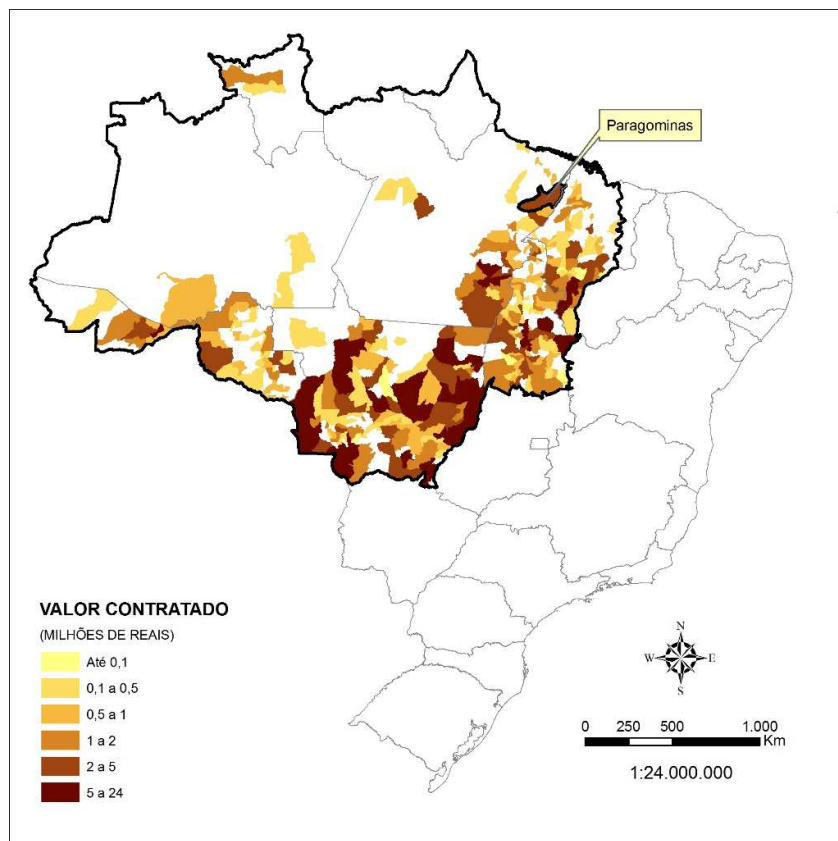 Paragominas
VALOR CONTRATADO
(MILHÕES DE REAIS)
Até 0,1
0,1 a 0,5
0,5 a 1
1 a 2
2 a 5
5 a 24
N
W E
S
0 250 500 1.000
Km
1:24.000.000